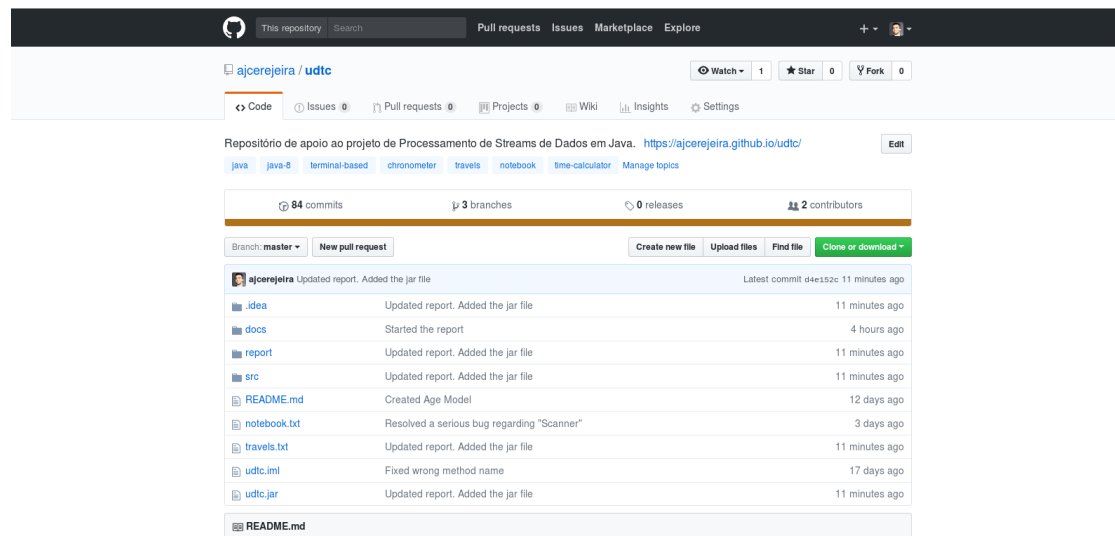 This repository Search Pull requests Issues Marketplace Explore
ajcerejeira / udtc Watch 1 Star 0 Fork 0
Code Issues 0 Pull requests 0 Projects 0 Wiki Insights Settings
Repositório de apoio ao projeto de Processamento de Streams de Dados em Java. https://ajcerejeira.github.io/udtc/ Edit
java java-8 terminal-based chronometer travels notebook time-calculator Manage topics
84 commits 3 branches 0 releases 2 contributors
Branch: master New pull request Create new file Upload files Find file Clone or download
ajcerejeira Updated report. Added the jar file Latest commit d4e152c 11 minutes ago
.idea Updated report. Added the jar file 11 minutes ago
docs Started the report 4 hours ago
report Updated report. Added the jar file 11 minutes ago
src Updated report. Added the jar file 11 minutes ago
README.md Created Age Model 12 days ago
notebook.txt Resolved a serious bug regarding "Scanner" 3 days ago
travels.txt Updated report. Added the jar file 11 minutes ago
udtc.iml Fixed wrong method name 17 days ago
udtc.jar Updated report. Added the jar file 11 minutes ago
README.md